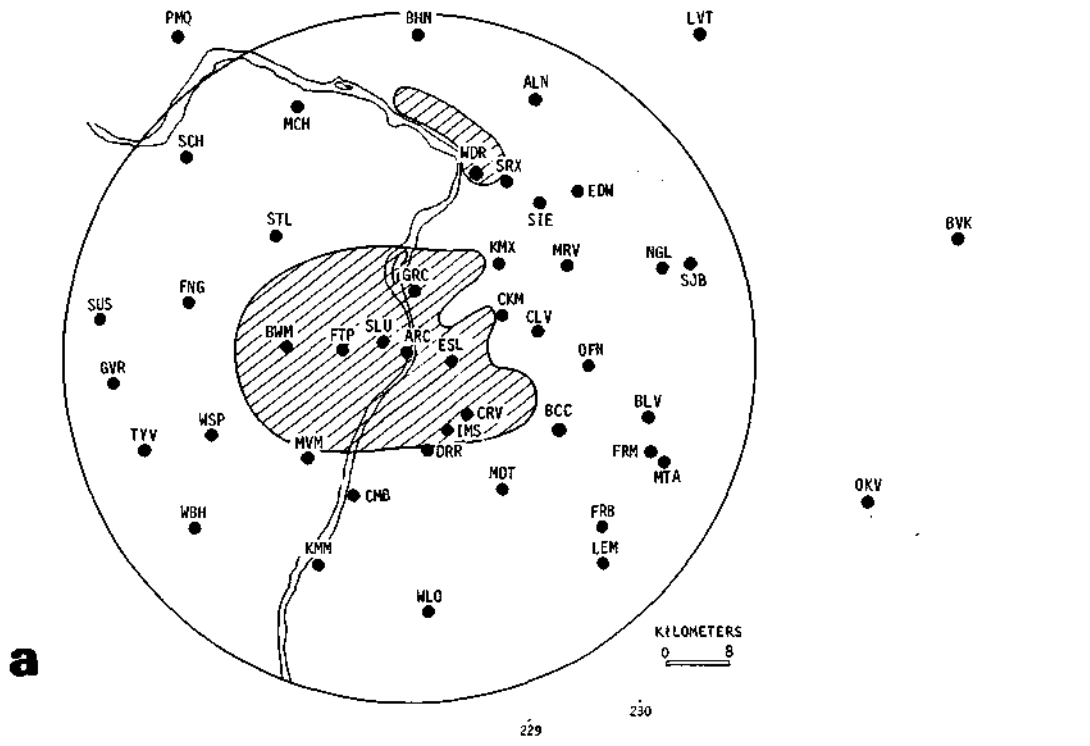 PMQ
BHN
LVT
ALN
MCH
SCH
WDR
SRX
EDW
SIE
STL
BVK
KMX
MRV
NGL
SJB
GRC
FNG
SUS
CKM
CLV
BWM
FTP
SLU
ARC
ESL
OFN
GVR
BLV
CRV
BCC
WSP
IMS
TYV
MVM
DRR
FRM
MTA
MOT
OKV
CMB
WBH
FRB
KMM
LEM
WLO
KILOMETERS
0 8
a
229
230